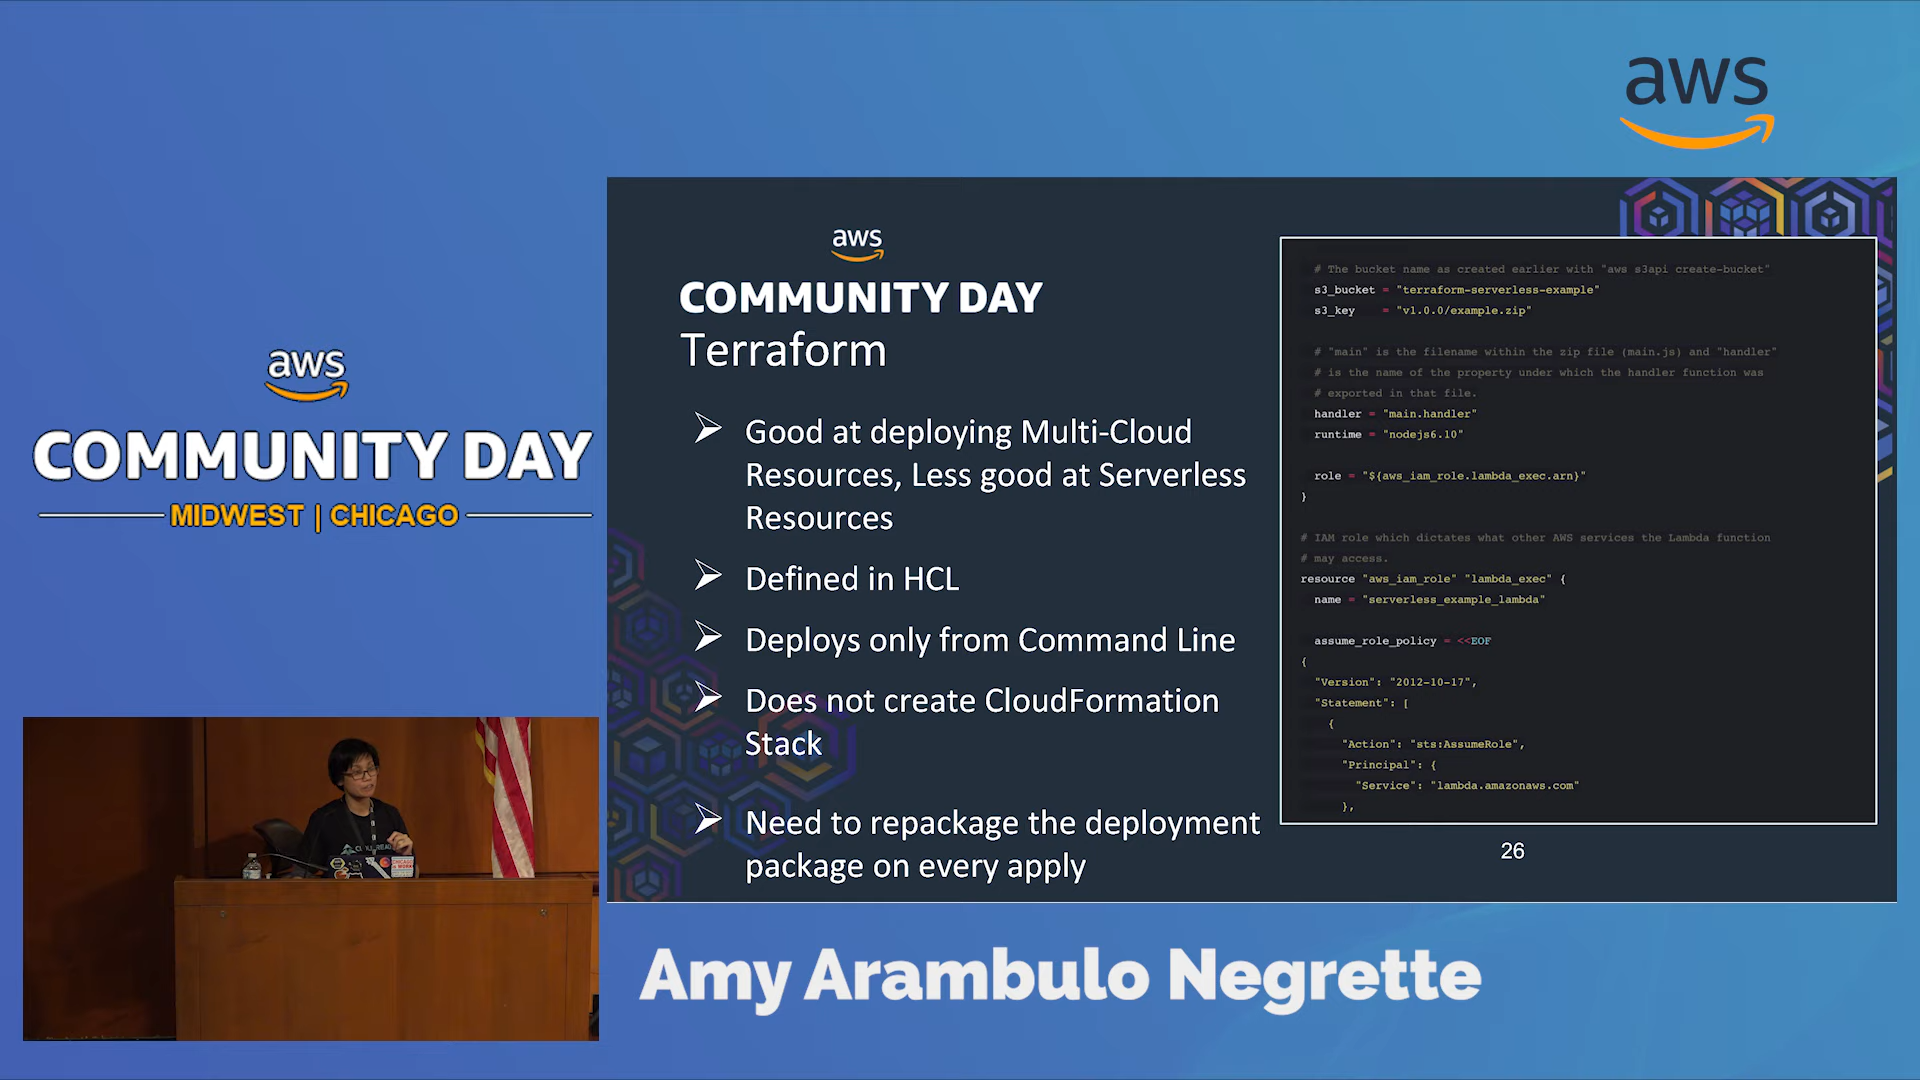 aws
aws
COMMUNITY DAY
MIDWEST | CHICAGO
aws
COMMUNITY DAY
Terraform
➢ Good at deploying Multi-Cloud
Resources, Less good at Serverless
Resources
➢ Defined in HCL
➢ Deploys only from Command Line
➢ Does not create CloudFormation
Stack
➢ Need to repackage the deployment
package on every apply
# The bucket name as created earlier with "aws s3api create-bucket"
s3_bucket = "terraform-serverless-example"
s3_key = "v1.0.0/example.zip"
# "main" is the filename within the zip file (main.js) and "handler"
# is the name of the property under which the handler function was
# exported in that file.
handler = "main.handler"
runtime = "nodejs6.10"
role = "${aws_iam_role.lambda_exec.arn}"
}
# IAM role which dictates what other AWS services the Lambda function
# may access.
resource "aws_iam_role" "lambda_exec" {
name = "serverless_example_lambda"
assume_role_policy = <<EOF
{
"Version": "2012-10-17",
"Statement": [
{
"Action": "sts:AssumeRole",
"Principal": {
"Service": "lambda.amazonaws.com"
},
26
Amy Arambulo Negrette